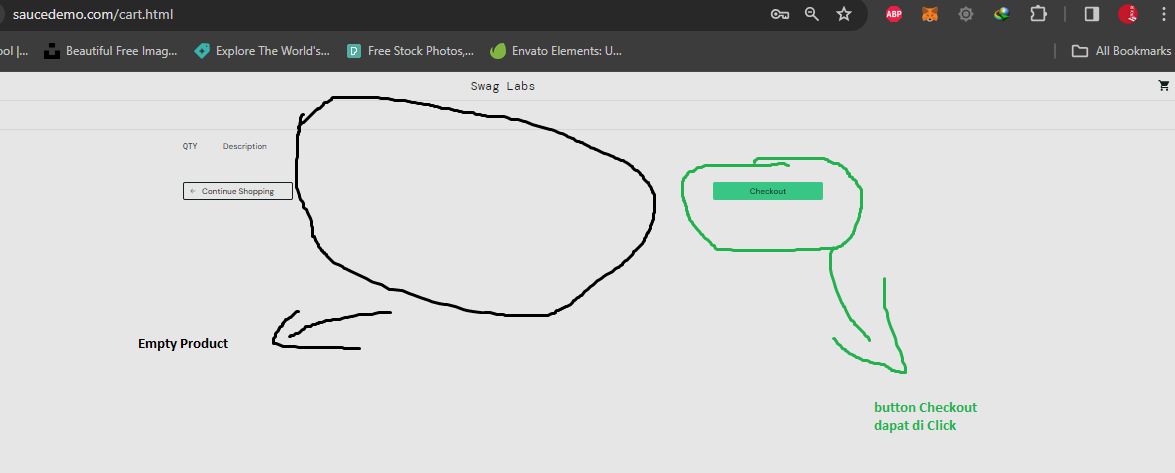 saucedemo.com/cart.html
ABP
ool |...
Beautiful Free Imag...
Explore The World's...
Free Stock Photos,...
Envato Elements: U...
All Bookmarks
Swag Labs
QTY
Description
← Continue Shopping
Checkout
Empty Product
button Checkout
dapat di Click